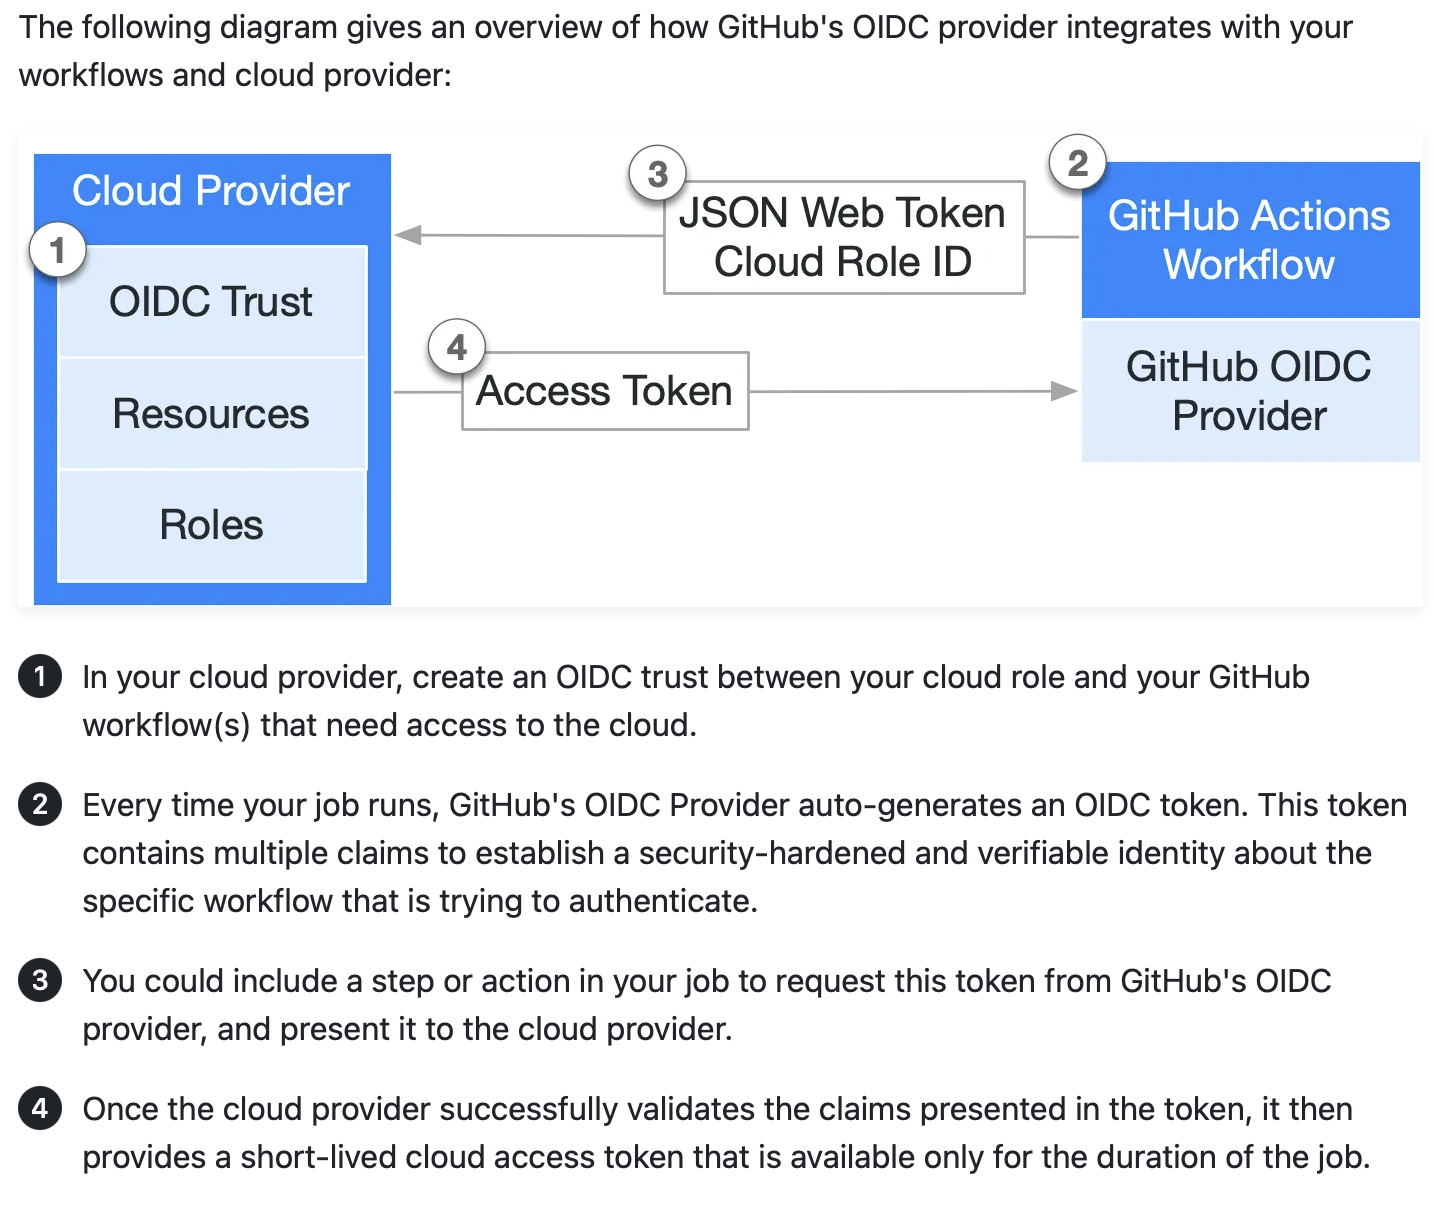 The following diagram gives an overview of how GitHub's OIDC provider integrates with your
workflows and cloud provider:
Cloud Provider
1
OIDC Trust
Resources
Roles
3
JSON Web Token
Cloud Role ID
4
Access Token
2
GitHub Actions
Workflow
GitHub OIDC
Provider
1 In your cloud provider, create an OIDC trust between your cloud role and your GitHub
workflow(s) that need access to the cloud.
2 Every time your job runs, GitHub's OIDC Provider auto-generates an OIDC token. This token
contains multiple claims to establish a security-hardened and verifiable identity about the
specific workflow that is trying to authenticate.
3 You could include a step or action in your job to request this token from GitHub's OIDC
provider, and present it to the cloud provider.
4 Once the cloud provider successfully validates the claims presented in the token, it then
provides a short-lived cloud access token that is available only for the duration of the job.